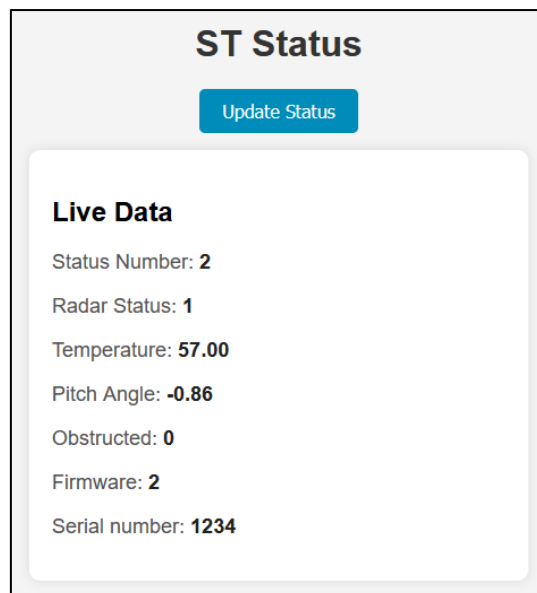 ST Status
Update Status
Live Data
Status Number: 2
Radar Status: 1
Temperature: 57.00
Pitch Angle: -0.86
Obstructed: 0
Firmware: 2
Serial number: 1234